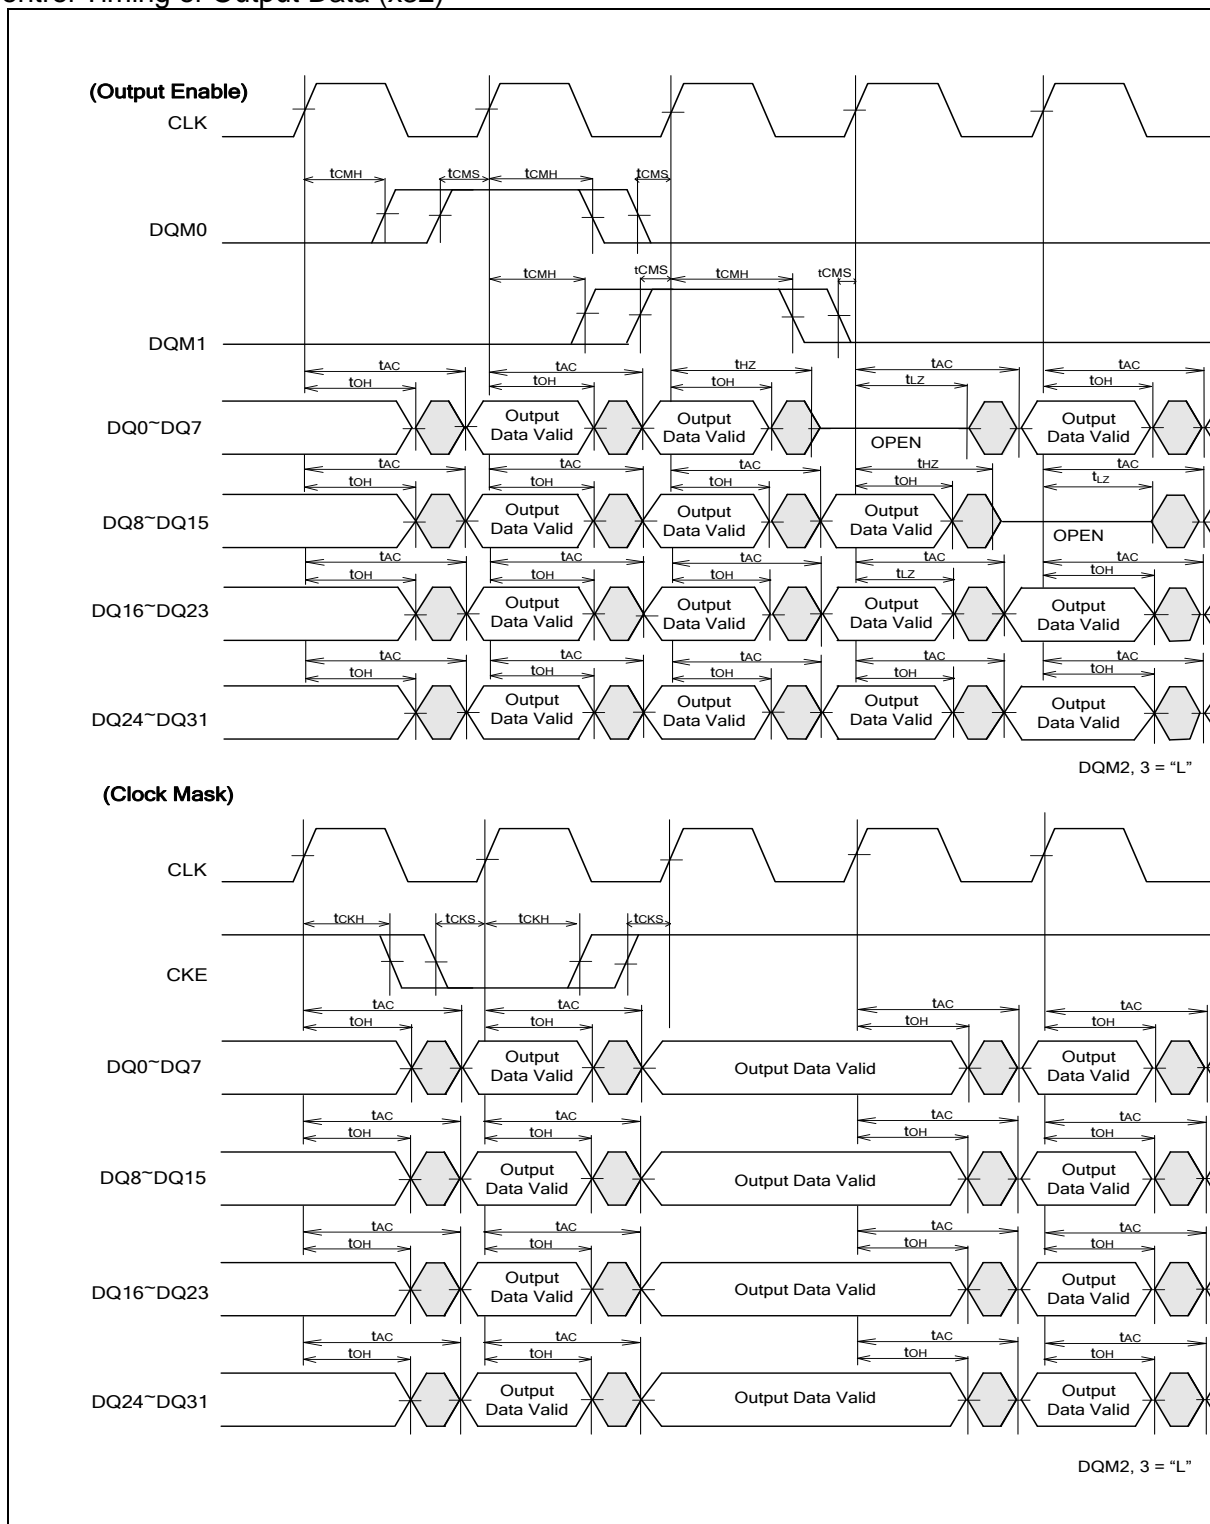 ontrol Timing of Output Data (x32)
(Output Enable)
CLK
tCMH tCMS tCMH tCMS
DQM0
tCMH tCMS tCMH tCMS
DQM1
tAC tAC tHZ tAC tAC
tOH tOH tOH tLZ tOH
DQ0~DQ7
Output Data Valid
Output Data Valid
OPEN
Output Data Valid
tAC tAC tAC tHZ tAC
tOH tOH tOH tOH tLZ
DQ8~DQ15
Output Data Valid
Output Data Valid
Output Data Valid
OPEN
tAC tAC tAC tAC tAC
tOH tOH tOH tLZ tOH
DQ16~DQ23
Output Data Valid
Output Data Valid
Output Data Valid
Output Data Valid
tAC tAC tAC tAC tAC
tOH tOH tOH tOH tOH
DQ24~DQ31
Output Data Valid
Output Data Valid
Output Data Valid
Output Data Valid
DQM2, 3 = “L”
(Clock Mask)
CLK
tCKH tCKS tCKH tCKS
CKE
tAC tAC tAC tAC
tOH tOH tOH tOH
DQ0~DQ7
Output Data Valid
Output Data Valid
Output Data Valid
tAC tAC tAC tAC
tOH tOH tOH tOH
DQ8~DQ15
Output Data Valid
Output Data Valid
Output Data Valid
tAC tAC tAC tAC
tOH tOH tOH tOH
DQ16~DQ23
Output Data Valid
Output Data Valid
Output Data Valid
tAC tAC tAC tAC
tOH tOH tOH tOH
DQ24~DQ31
Output Data Valid
Output Data Valid
Output Data Valid
DQM2, 3 = “L”